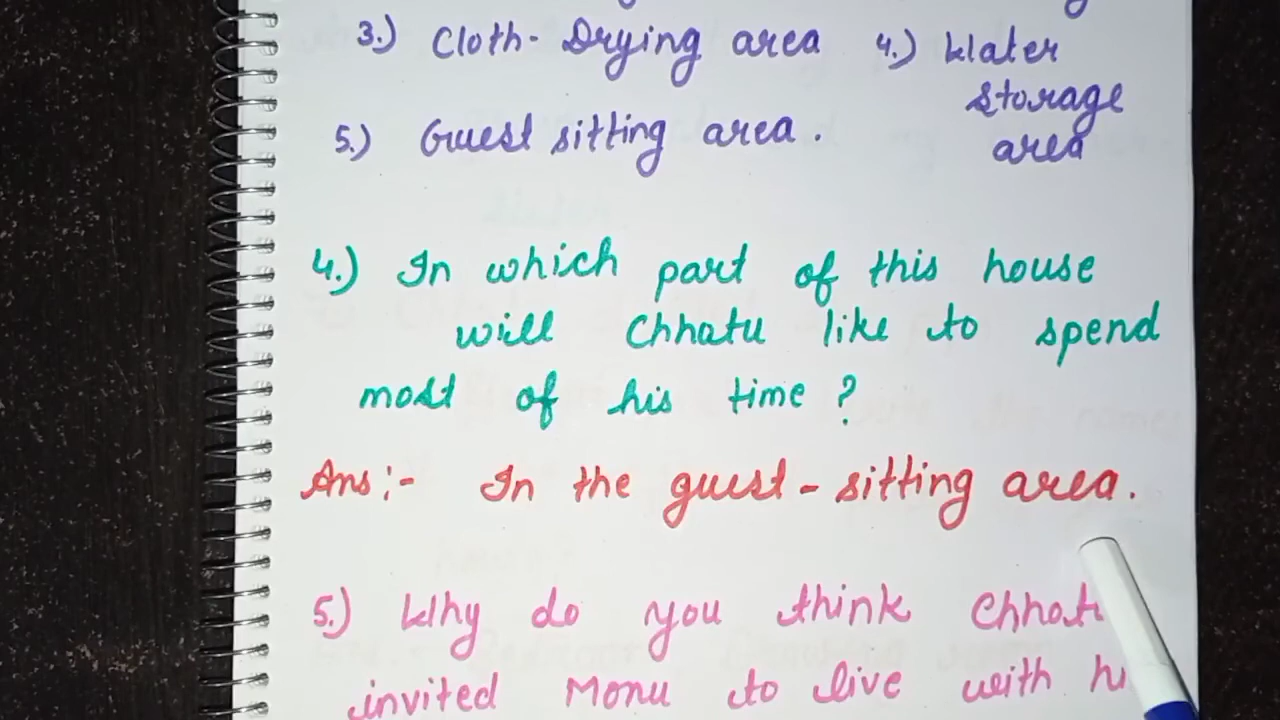 3.) Cloth- Drying area 4.) Water
storage
area
5.) Guest sitting area.
4.) In which part of this house
will Chhatu like to spend
most of his time ?
Ans :- In the guest - sitting area.
5.) Why do you think
invited Monu to live with